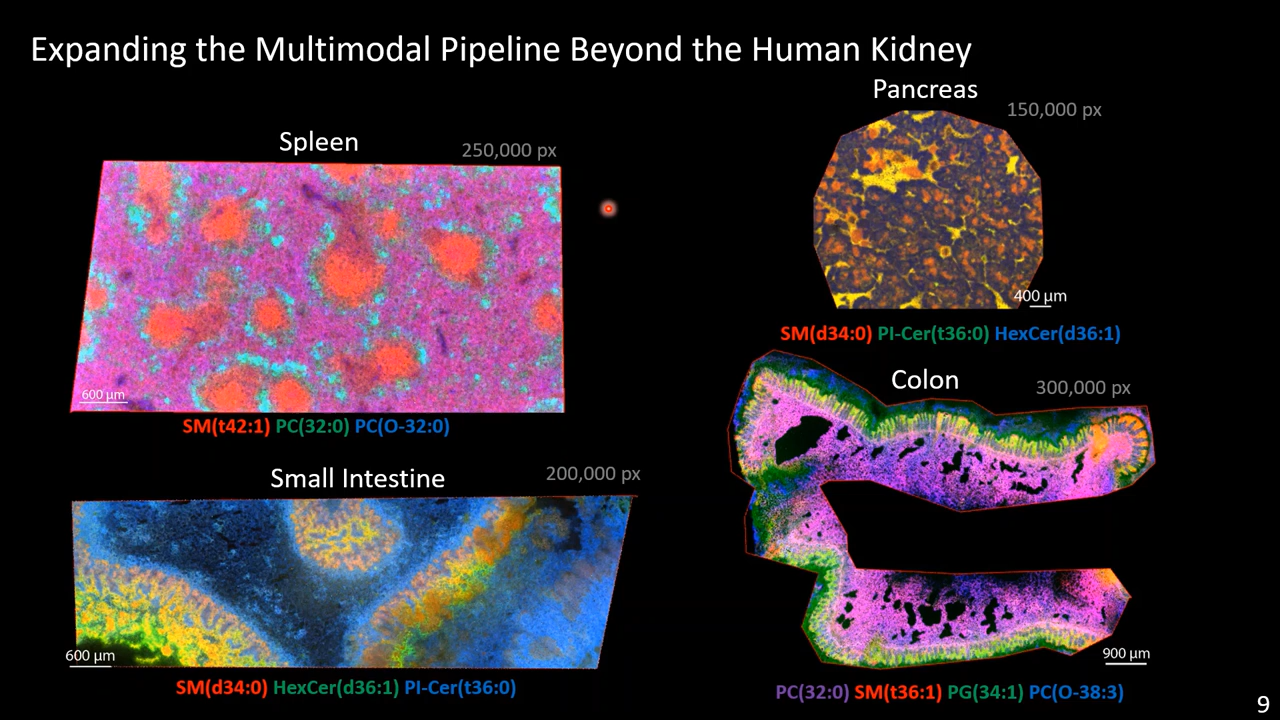 Expanding the Multimodal Pipeline Beyond the Human Kidney
Spleen
250,000 px
600 µm
SM(t42:1) PC(32:0) PC(O-32:0)
Pancreas
150,000 px
400 µm
SM(d34:0) PI-Cer(t36:0) HexCer(d36:1)
Small Intestine
200,000 px
600 µm
SM(d34:0) HexCer(d36:1) PI-Cer(t36:0)
Colon
300,000 px
900 µm
PC(32:0) SM(t36:1) PG(34:1) PC(O-38:3)
9